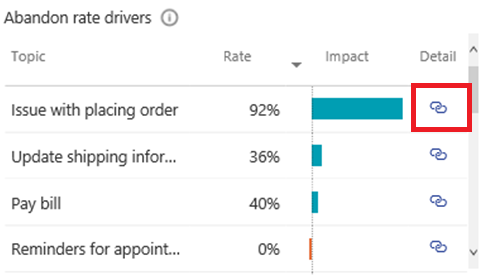 Abandon rate drivers
Topic Rate Impact Detail
Issue with placing order 92%
Update shipping infor... 36%
Pay bill 40%
Reminders for appoint... 0%